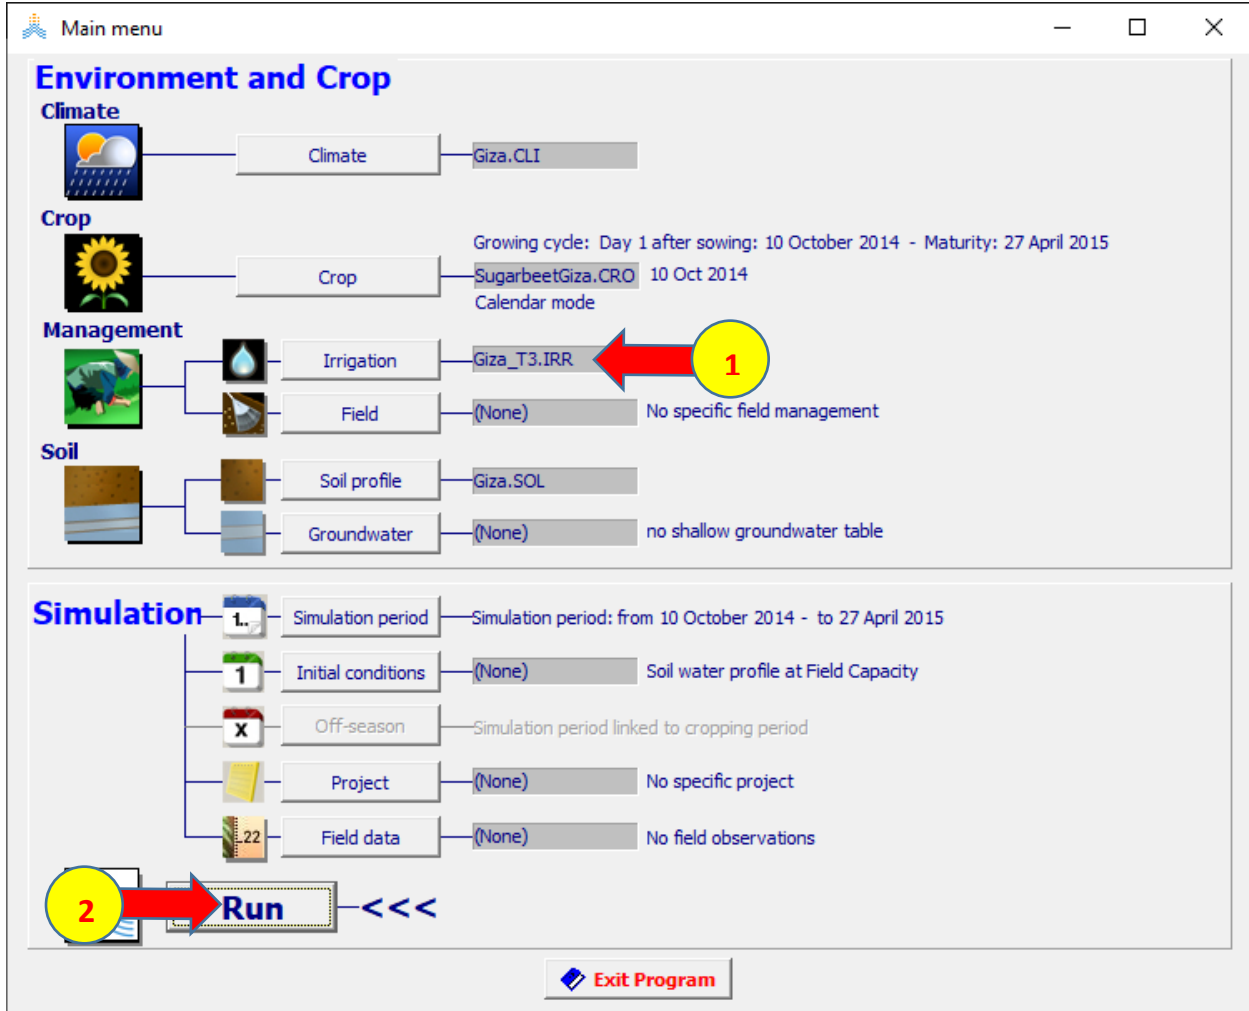 Main menu
Environment and Crop
Climate
Climate
Giza.CLI
Crop
Growing cycle: Day 1 after sowing: 10 October 2014 - Maturity: 27 April 2015
Crop
SugarbeetGiza.CRO
10 Oct 2014
Calendar mode
Management
Irrigation
Giza_T3.IRR
1
Field
(None)
No specific field management
Soil
Soil profile
Giza.SOL
Groundwater
(None)
no shallow groundwater table
Simulation
1..
Simulation period
Simulation period: from 10 October 2014 - to 27 April 2015
1
Initial conditions
(None)
Soil water profile at Field Capacity
x
Off-season
Simulation period linked to cropping period
Project
(None)
No specific project
.22
Field data
(None)
No field observations
2
Run
<<<
Exit Program